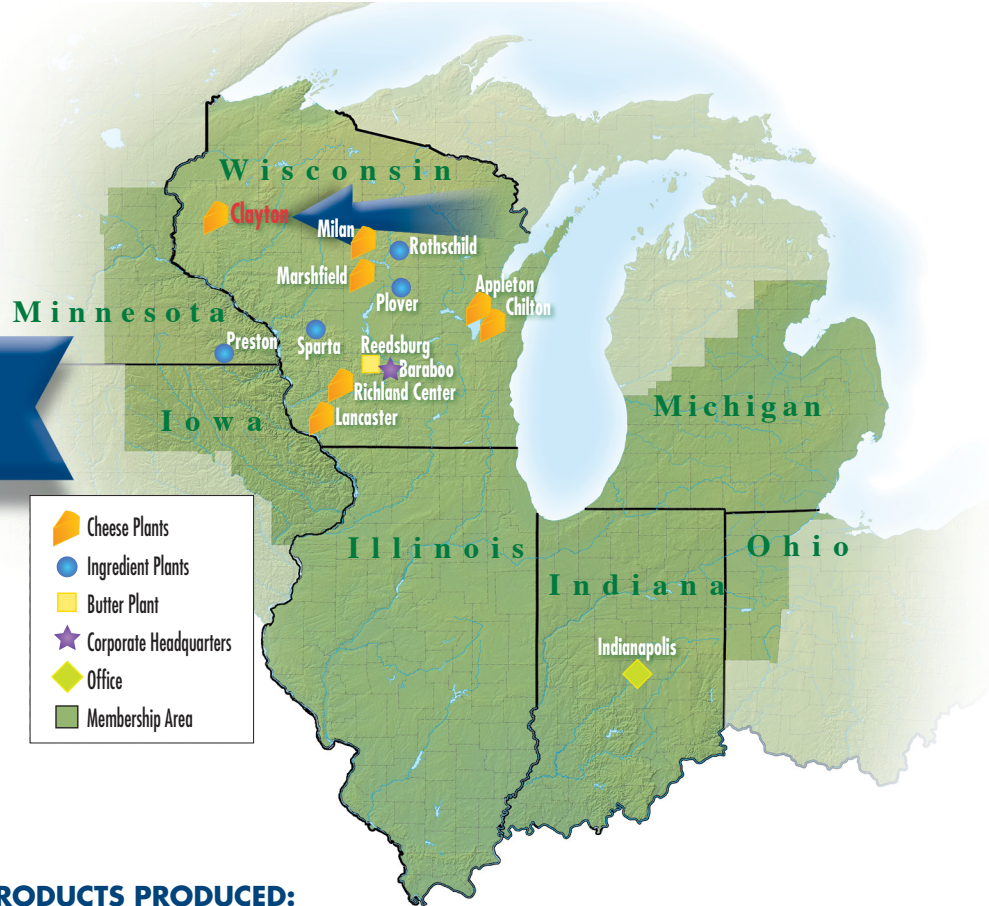 Wisconsin
Clayton
Milan
Rothschild
Marshfield
Plover
Appleton
Chilton
Minnesota
Preston
Sparta
Reedsburg
Baraboo
Richland Center
Lancaster
Iowa
Michigan
Illinois
Indiana
Ohio
Indianapolis
Cheese Plants
Ingredient Plants
Butter Plant
Corporate Headquarters
Office
Membership Area
RODUCTS PRODUCED: